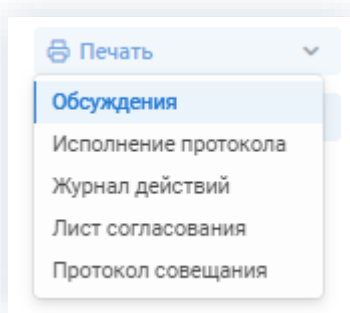 Печать
Обсуждения
Исполнение протокола
Журнал действий
Лист согласования
Протокол совещания